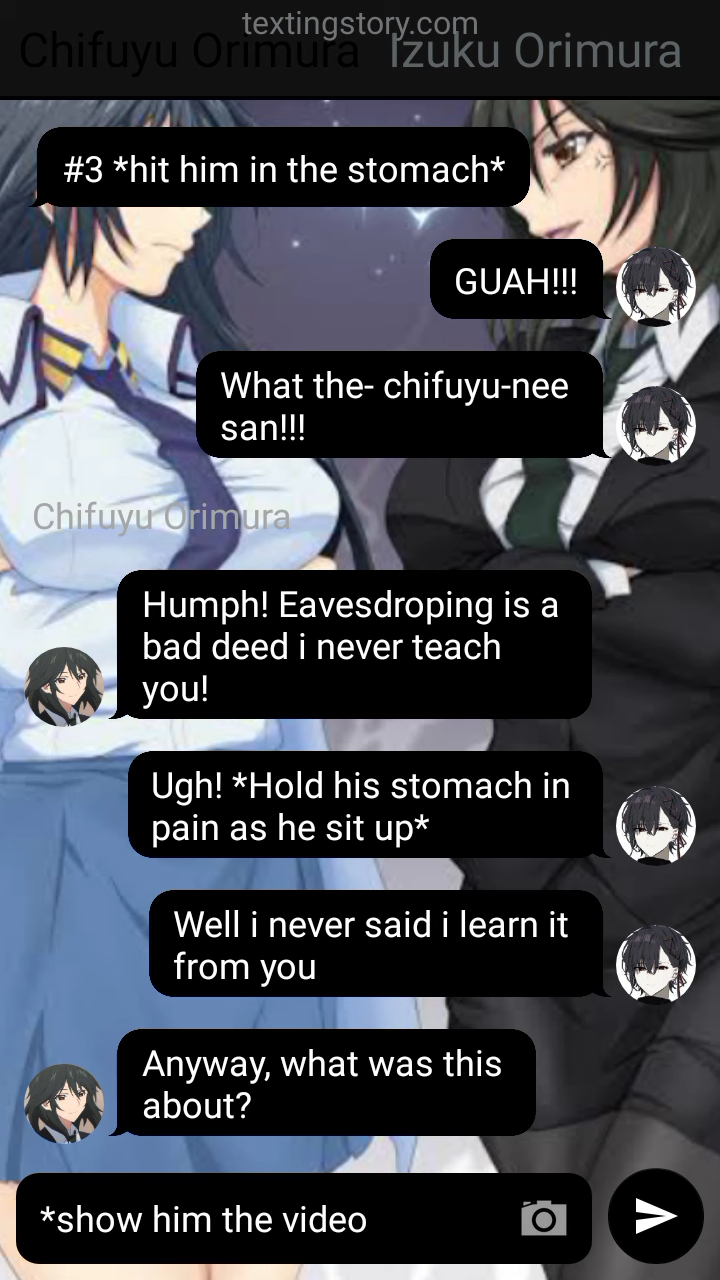 textingstory.com
Chifuyu Orimura Izuku Orimura
#3 *hit him in the stomach*
GUAH!!!
What the- chifuyu-nee
san!!!
Chifuyu Orimura
Humph! Eavesdroping is a
bad deed i never teach
you!
Ugh! *Hold his stomach in
pain as he sit up*
Well i never said i learn it
from you
Anyway, what was this
about?
*show him the video